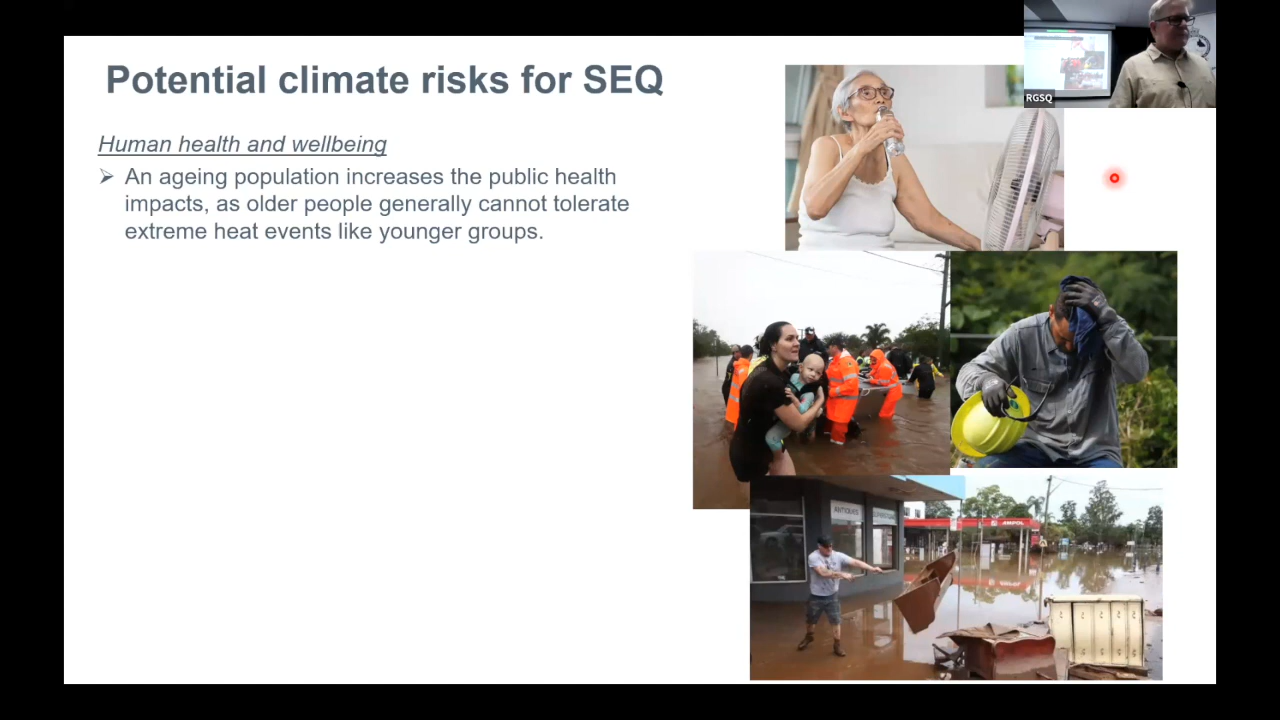 Potential climate risks for SEQ
RGSQ
Human health and wellbeing
An ageing population increases the public health
impacts, as older people generally cannot tolerate
extreme heat events like younger groups.
ANTIQUES
AMPOL